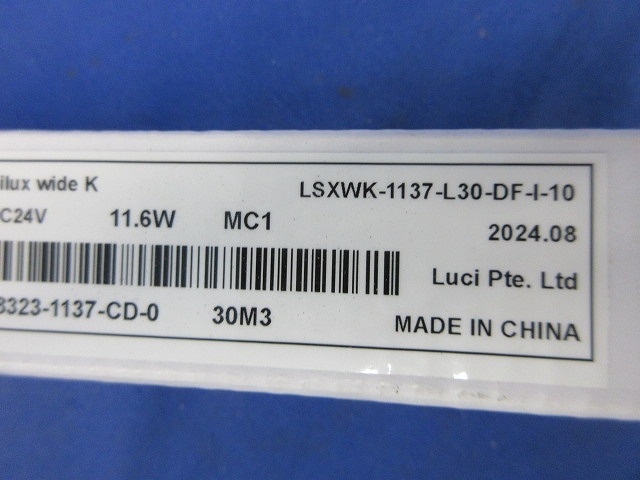 ilux wide K
LSXWK-1137-L30-DF-I-10
C24V 11.6W MC1
2024.08
Luci Pte. Ltd
3323-1137-CD-0 30M3
MADE IN CHINA